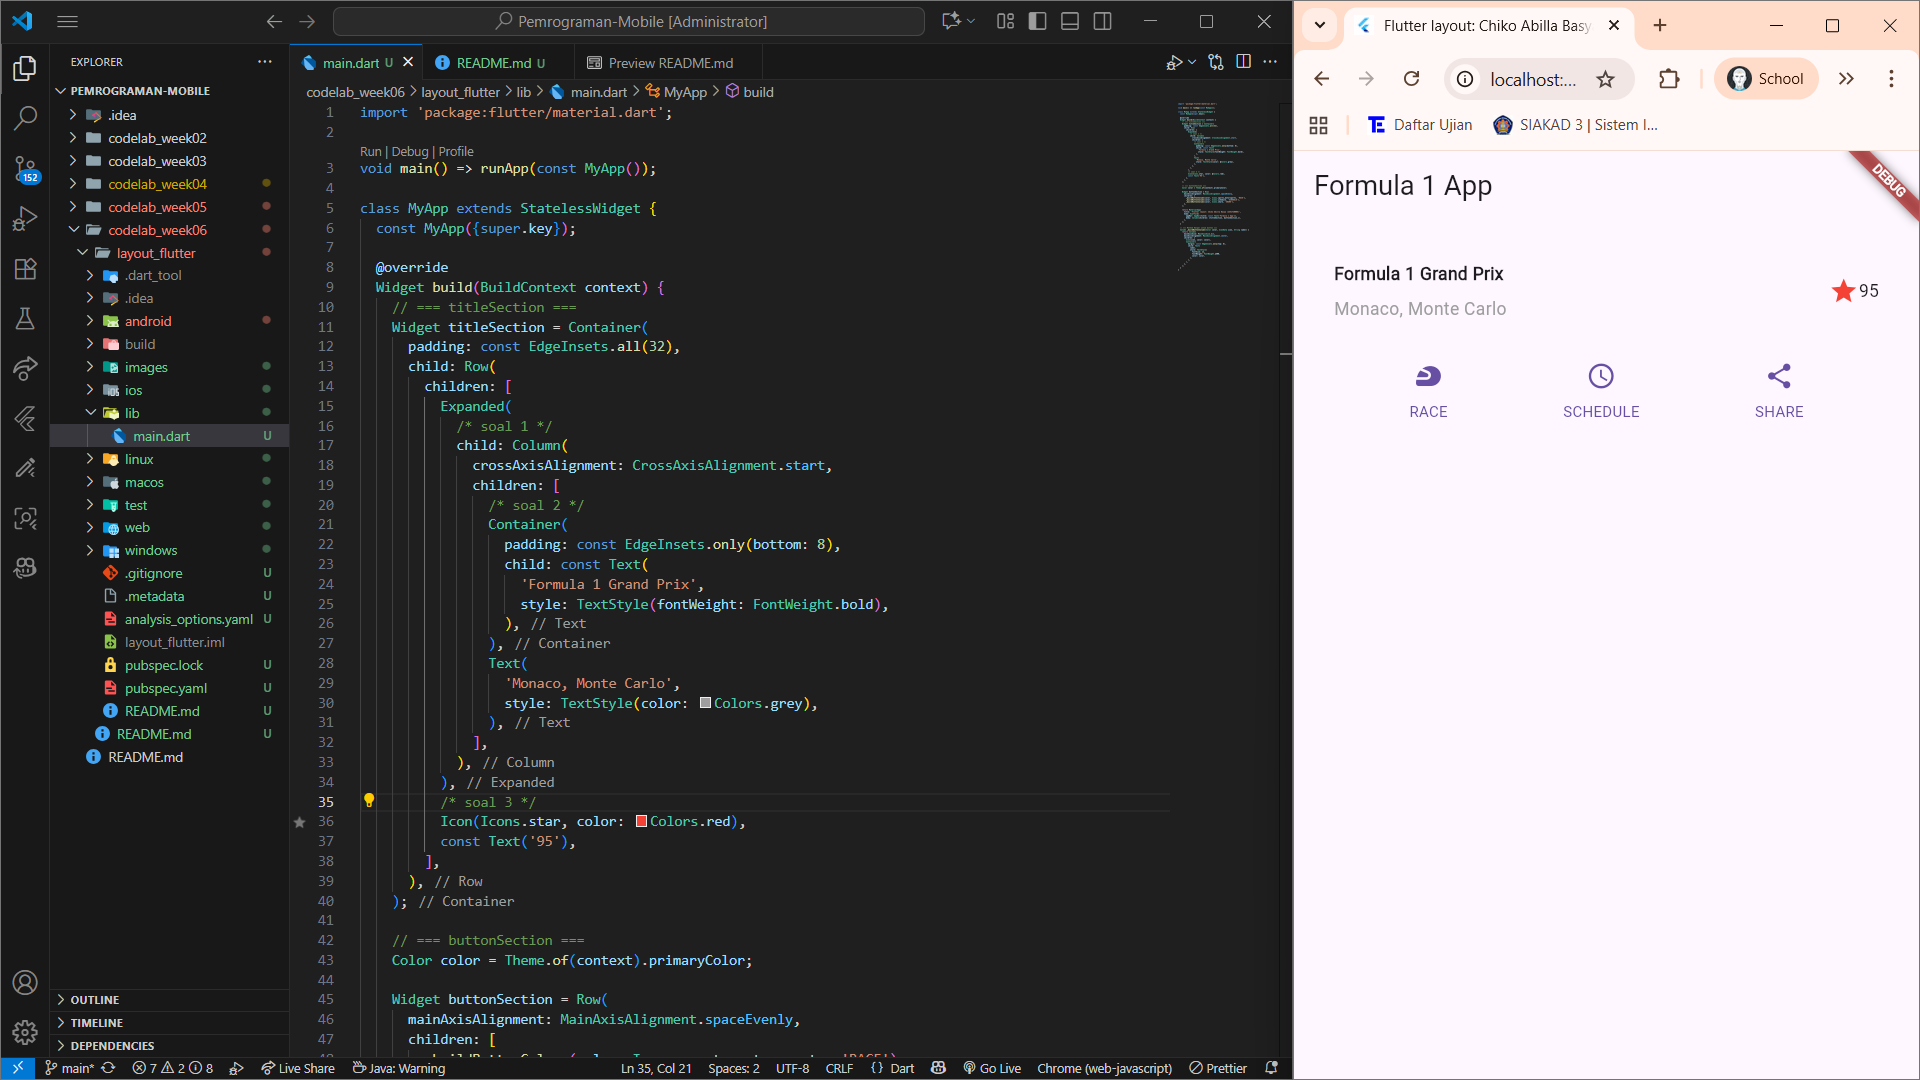 Pemrograman-Mobile [Administrator]
EXPLORER
PEMROGRAMAN-MOBILE
.idea
codelab_week02
codelab_week03
codelab_week04
codelab_week05
codelab_week06
layout_flutter
.dart_tool
.idea
android
build
images
ios
lib
main.dart U
linux
macos
test
web
windows
.gitignore U
.metadata U
analysis_options.yaml U
layout_flutter.iml
pubspec.lock U
pubspec.yaml U
README.md U
README.md U
README.md
OUTLINE
TIMELINE
DEPENDENCIES
152
main.dart U
README.md U
Preview README.md
codelab_week06 > layout_flutter > lib > main.dart > MyApp > build
1 import 'package:flutter/material.dart';
2
Run | Debug | Profile
3 void main() => runApp(const MyApp());
4
5 class MyApp extends StatelessWidget {
6 const MyApp({super.key});
7
8 @override
9 Widget build(BuildContext context) {
10 // === titleSection ===
11 Widget titleSection = Container(
12 padding: const EdgeInsets.all(32),
13 child: Row(
14 children: [
15 Expanded(
16 /* soal 1 */
17 child: Column(
18 crossAxisAlignment: CrossAxisAlignment.start,
19 children: [
20 /* soal 2 */
21 Container(
22 padding: const EdgeInsets.only(bottom: 8),
23 child: const Text(
24 'Formula 1 Grand Prix',
25 style: TextStyle(fontWeight: FontWeight.bold),
26 ), // Text
27 ), // Container
28 Text(
29 'Monaco, Monte Carlo',
30 style: TextStyle(color: Colors.grey),
31 ), // Text
32 ],
33 ), // Column
34 ), // Expanded
35 /* soal 3 */
36 Icon(Icons.star, color: Colors.red),
37 const Text('95'),
38 ],
39 ), // Row
40 ); // Container
41
42 // === buttonSection ===
43 Color color = Theme.of(context).primaryColor;
44
45 Widget buttonSection = Row(
46 mainAxisAlignment: MainAxisAlignment.spaceEvenly,
47 children: [
main* 7 2 8 Live Share Java: Warning Ln 35, Col 21 Spaces: 2 UTF-8 CRLF {} Dart Go Live Chrome (web-javascript) Prettier
Flutter layout: Chiko Abilla Basy
localhost:...
School
Daftar Ujian
SIAKAD 3 | Sistem I...
DEBUG
Formula 1 App
Formula 1 Grand Prix
Monaco, Monte Carlo
95
RACE
SCHEDULE
SHARE